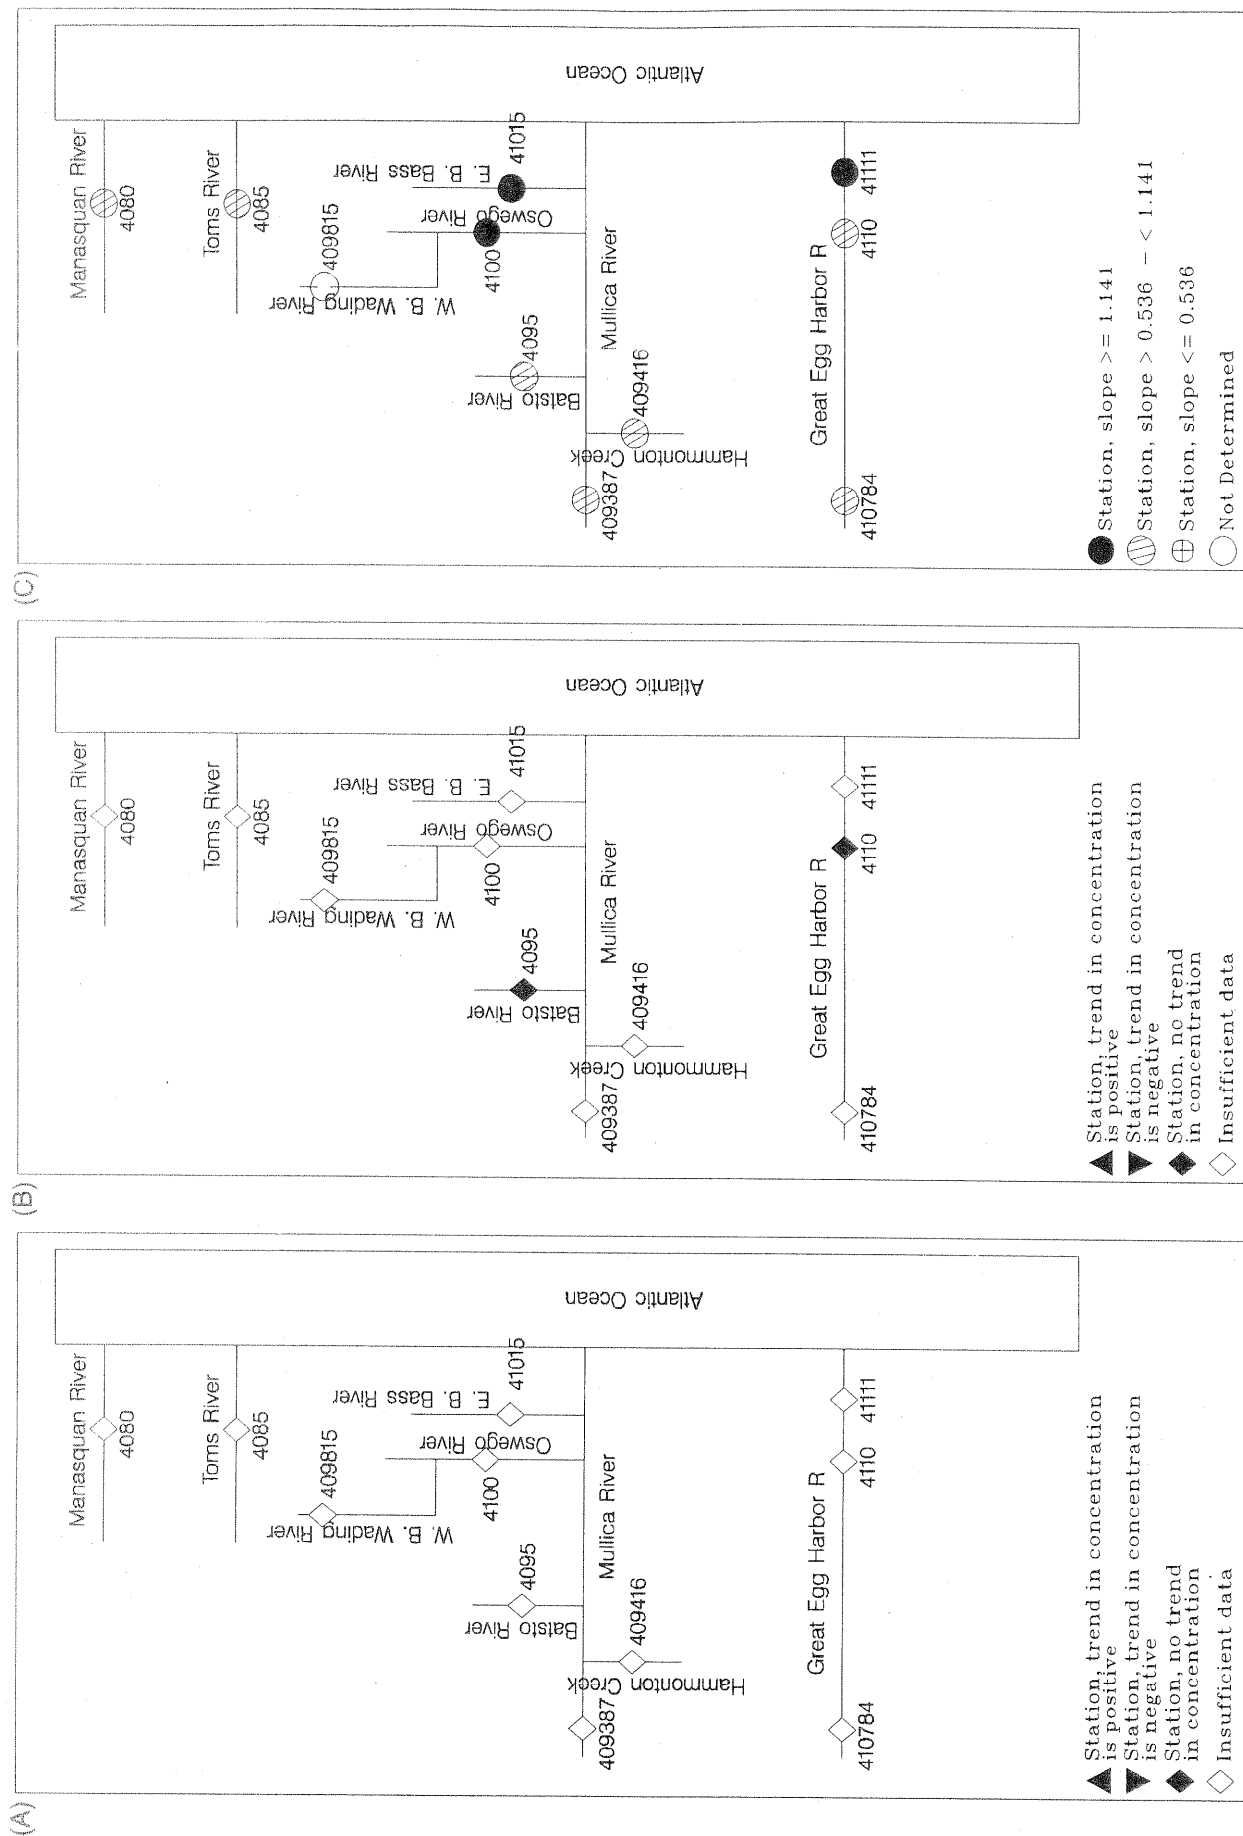 (A)
Manasquan River
4080
Toms River
4085
409815
W. B. Wading River
E. B. Bass River
41015
Oswego River
4100
4095
Batsto River
Mullica River
409416
Hammonton Creek
409387
Great Egg Harbor R
41111
4110
410784
Atlantic Ocean
Station, trend in concentration
is positive
Station, trend in concentration
is negative
Station, no trend
in concentration
Insufficient data
(B)
Manasquan River
4080
Toms River
4085
409815
W. B. Wading River
E. B. Bass River
41015
Oswego River
4100
4095
Batsto River
Mullica River
409416
Hammonton Creek
409387
Great Egg Harbor R
41111
4110
410784
Atlantic Ocean
Station, trend in concentration
is positive
Station, trend in concentration
is negative
Station, no trend
in concentration
Insufficient data
(C)
Manasquan River
4080
Toms River
4085
409815
W. B. Wading River
E. B. Bass River
41015
Oswego River
4100
4095
Batsto River
Mullica River
409416
Hammonton Creek
409387
Great Egg Harbor R
41111
4110
410784
Atlantic Ocean
Station, slope >= 1.141
Station, slope > 0.536 - < 1.141
Station, slope <= 0.536
Not Determined